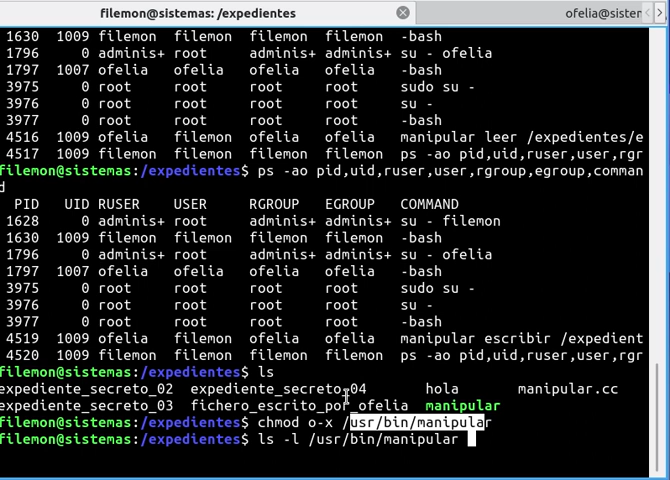 filemon@sistemas: /expedientes
ofelia@sister
1630 1009 filemon filemon filemon filemon -bash
1796 0 adminis+ root adminis+ adminis+ su - ofelia
1797 1007 ofelia ofelia ofelia ofelia -bash
3975 0 root root root root sudo su -
3976 0 root root root root su -
3977 0 root root root root -bash
4516 1009 ofelia filemon ofelia filemon manipular leer /expedientes/e
4517 1009 filemon filemon filemon filemon ps -ao pid,uid,ruser,user,rgr
filemon@sistemas:/expedientes$ ps -ao pid,uid,ruser,user,rgroup,egroup,comman
d
PID UID RUSER USER RGROUP EGROUP COMMAND
1628 0 adminis+ root adminis+ adminis+ su - filemon
1630 1009 filemon filemon filemon filemon -bash
1796 0 adminis+ root adminis+ adminis+ su - ofelia
1797 1007 ofelia ofelia ofelia ofelia -bash
3975 0 root root root root sudo su -
3976 0 root root root root su -
3977 0 root root root root -bash
4519 1009 ofelia filemon ofelia filemon manipular escribir /expedient
4520 1009 filemon filemon filemon filemon ps -ao pid,uid,ruser,user,rgr
filemon@sistemas:/expedientes$ ls
expediente_secreto_02 expediente_secreto_04 hola manipular.cc
expediente_secreto_03 fichero_escrito_por_ofelia manipular
filemon@sistemas:/expedientes$ chmod o-x /usr/bin/manipular
filemon@sistemas:/expedientes$ ls -l /usr/bin/manipular